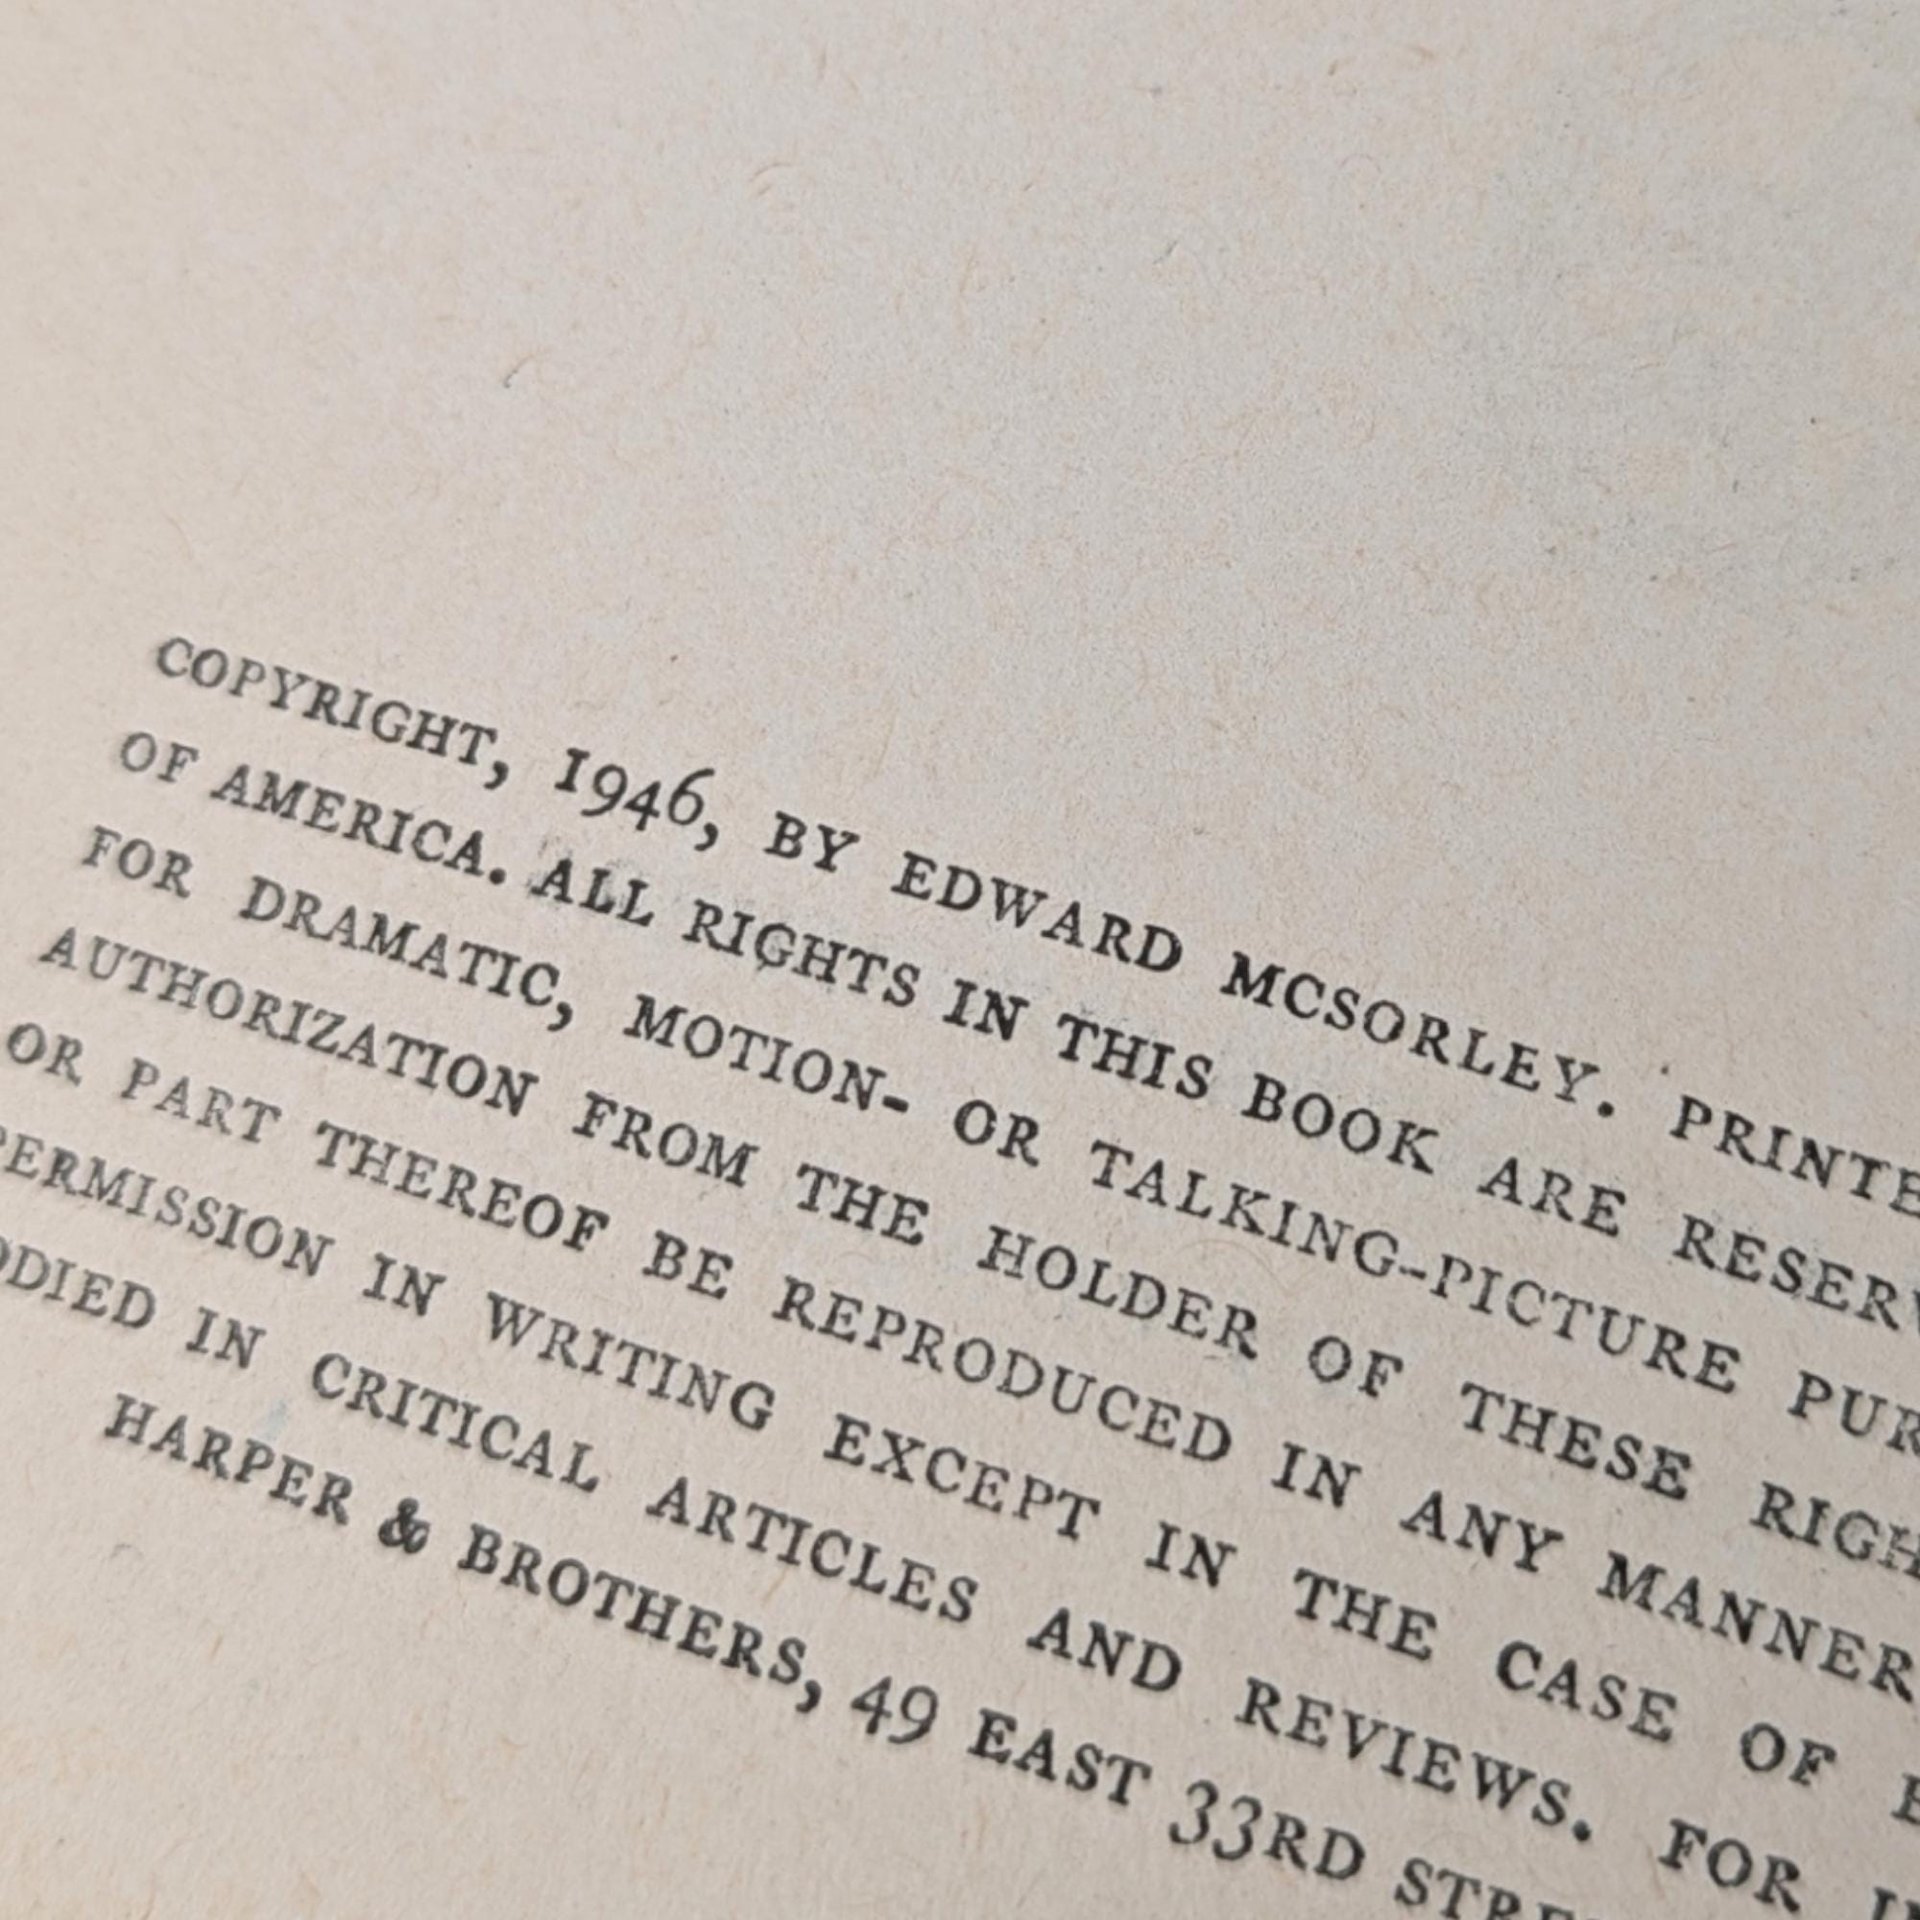 COPYRIGHT, 1946, BY EDWARD MCSORLEY. PRINTE
OF AMERICA. ALL RIGHTS IN THIS BOOK ARE RESERV
FOR DRAMATIC, MOTION- OR TALKING-PICTURE PUR
AUTHORIZATION FROM THE HOLDER OF THESE RIGH
OR PART THEREOF BE REPRODUCED IN ANY MANNER
PERMISSION IN WRITING EXCEPT IN THE CASE OF
ODIED IN CRITICAL ARTICLES AND REVIEWS. FOR
HARPER & BROTHERS, 49 EAST 33RD STRE